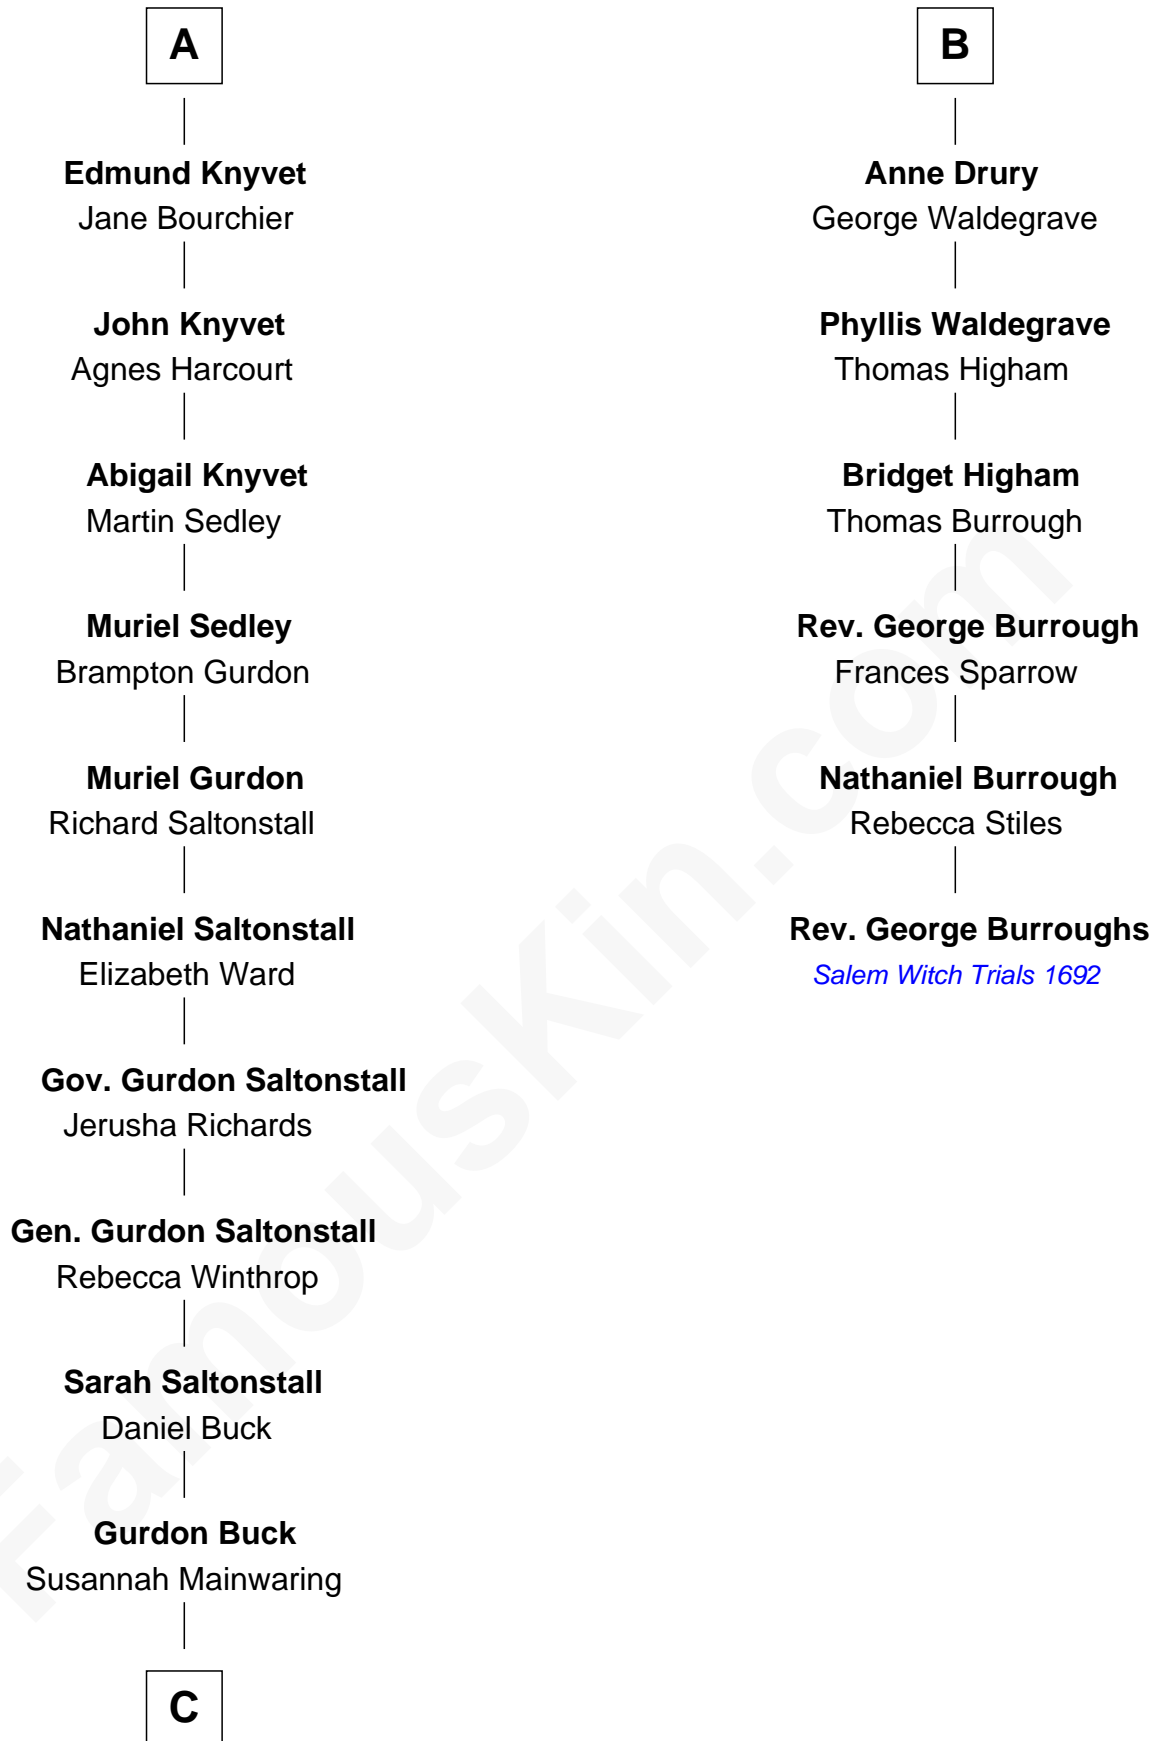 A
Edmund Knyvet
Jane Bourchier
John Knyvet
Agnes Harcourt
Abigail Knyvet
Martin Sedley
Muriel Sedley
Brampton Gurdon
Muriel Gurdon
Richard Saltonstall
Nathaniel Saltonstall
Elizabeth Ward
Gov. Gurdon Saltonstall
Jerusha Richards
Gen. Gurdon Saltonstall
Rebecca Winthrop
Sarah Saltonstall
Daniel Buck
Gurdon Buck
Susannah Mainwaring
C
B
Anne Drury
George Waldegrave
Phyllis Waldegrave
Thomas Higham
Bridget Higham
Thomas Burrough
Rev. George Burrough
Frances Sparrow
Nathaniel Burrough
Rebecca Stiles
Rev. George Burroughs
Salem Witch Trials 1692
FamousKin.com